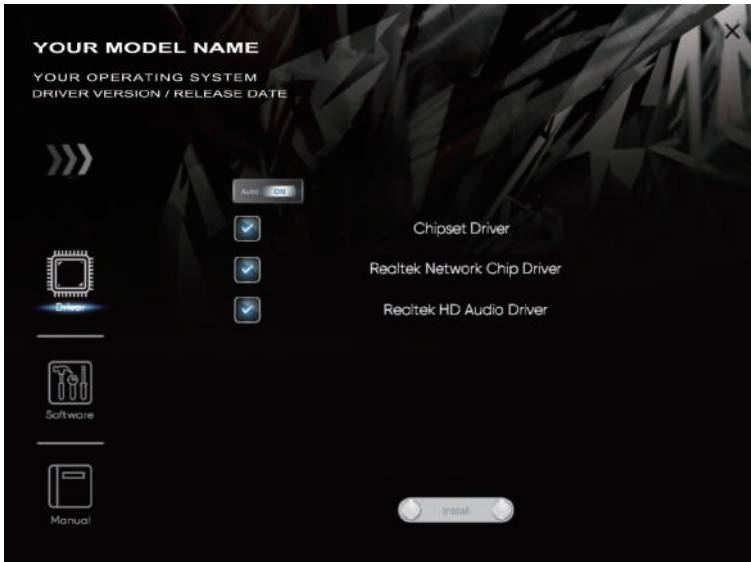 YOUR MODEL NAME
YOUR OPERATING SYSTEM
DRIVER VERSION / RELEASE DATE
Auto ON
Chipset Driver
Realtek Network Chip Driver
Realtek HD Audio Driver
Driver
Software
Manual
Install